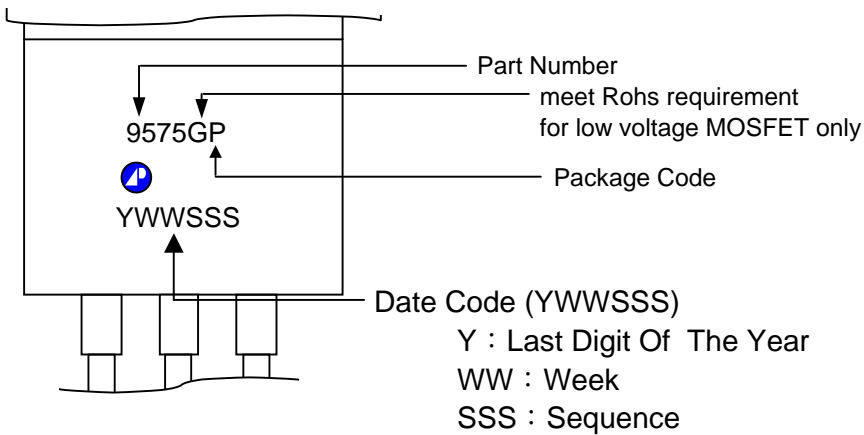 Part Number
meet Rohs requirement
for low voltage MOSFET only
9575GP
Package Code
YWWSSS
Date Code (YWWSSS)
Y：Last Digit Of The Year
WW：Week
SSS：Sequence